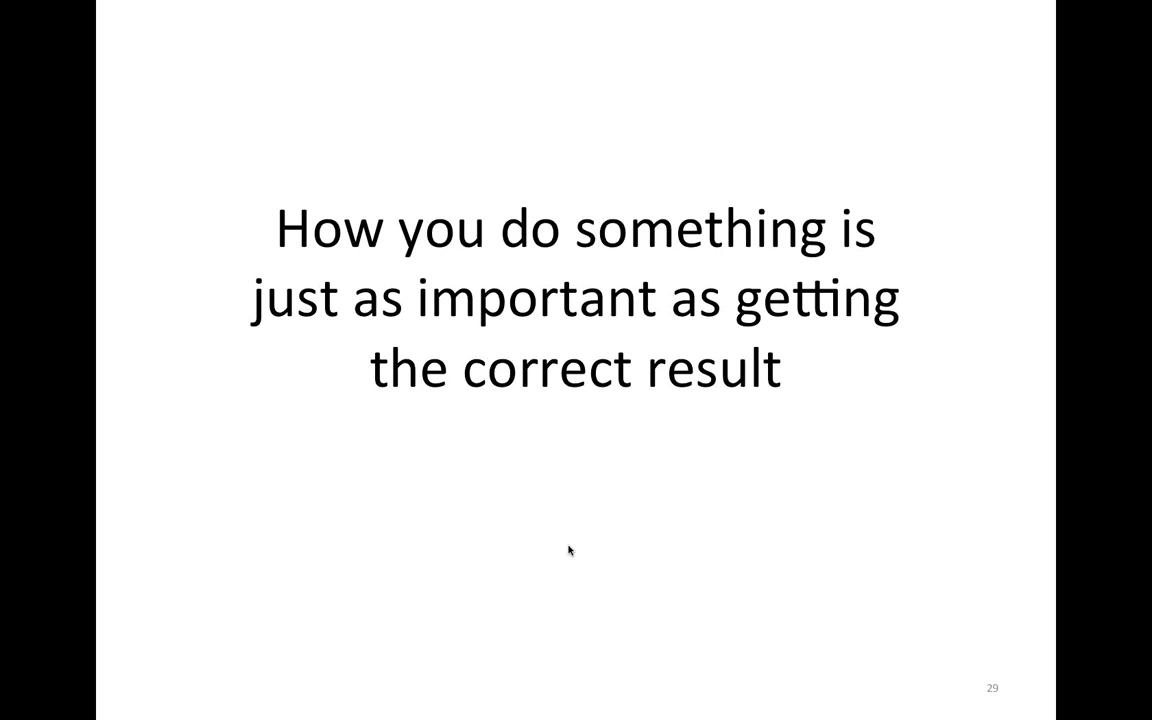 How you do something is
just as important as getting
the correct result
29